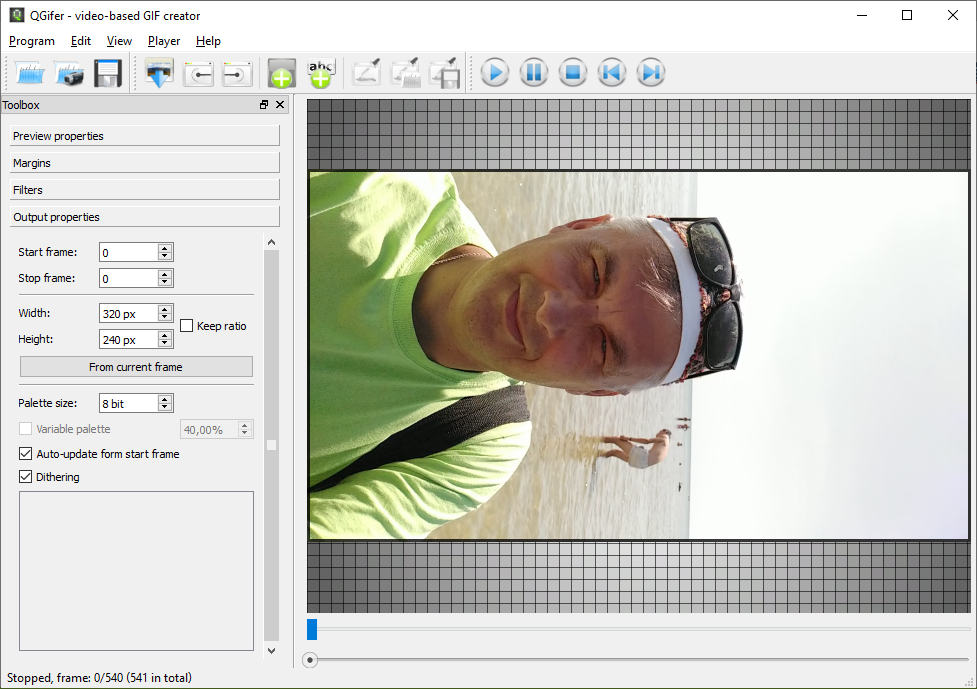 QGifer - video-based GIF creator
Program Edit View Player Help
abc
Toolbox
Preview properties
Margins
Filters
Output properties
Start frame: 0
Stop frame: 0
Width: 320 px
Keep ratio
Height: 240 px
From current frame
Palette size: 8 bit
Variable palette 40,00%
Auto-update form start frame
Dithering
Stopped, frame: 0/540 (541 in total)